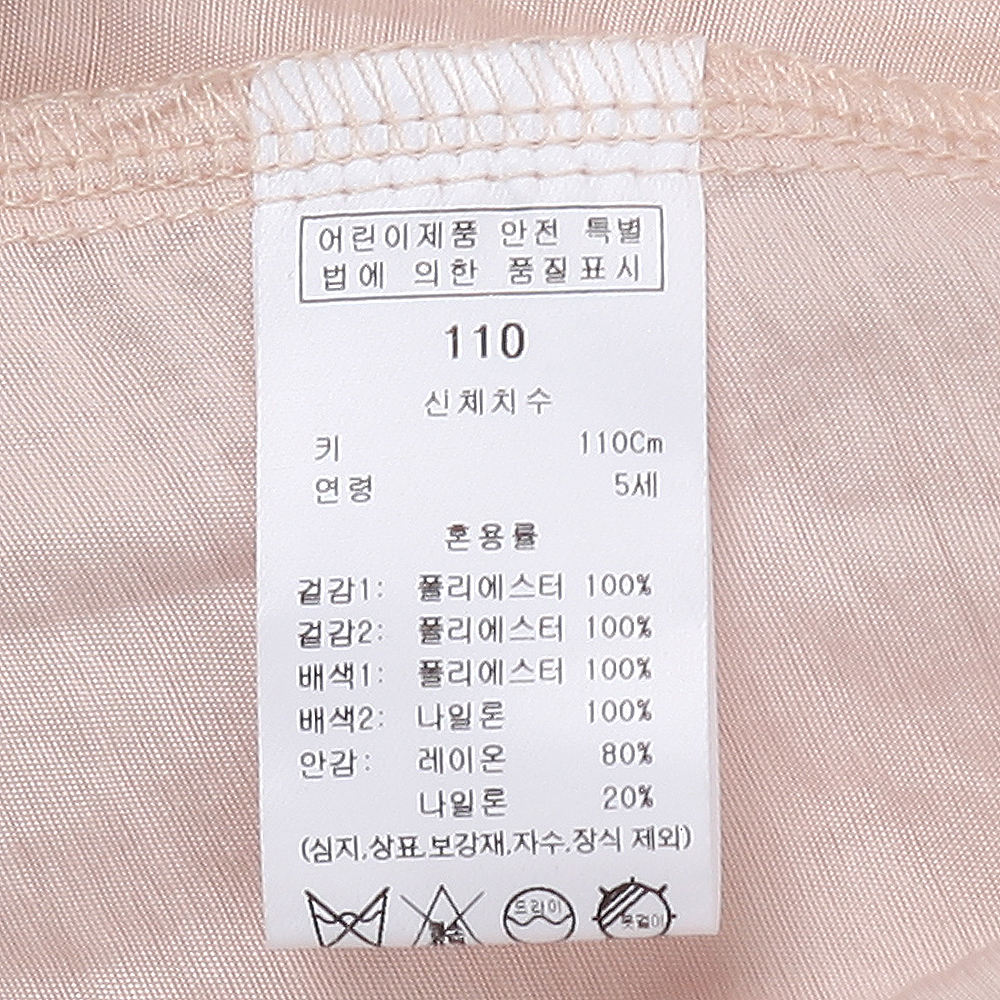 어린이제품 안전 특별
법에 의한 품질표시
110
신체치수
키 110Cm
연령 5세
혼용률
겉감1: 폴리에스터 100%
겉감2: 폴리에스터 100%
배색1: 폴리에스터 100%
배색2: 나일론 100%
안감: 레이온 80%
나일론 20%
(심지,상표,보강재,자수,장식 제외)
드라이
옷걸이